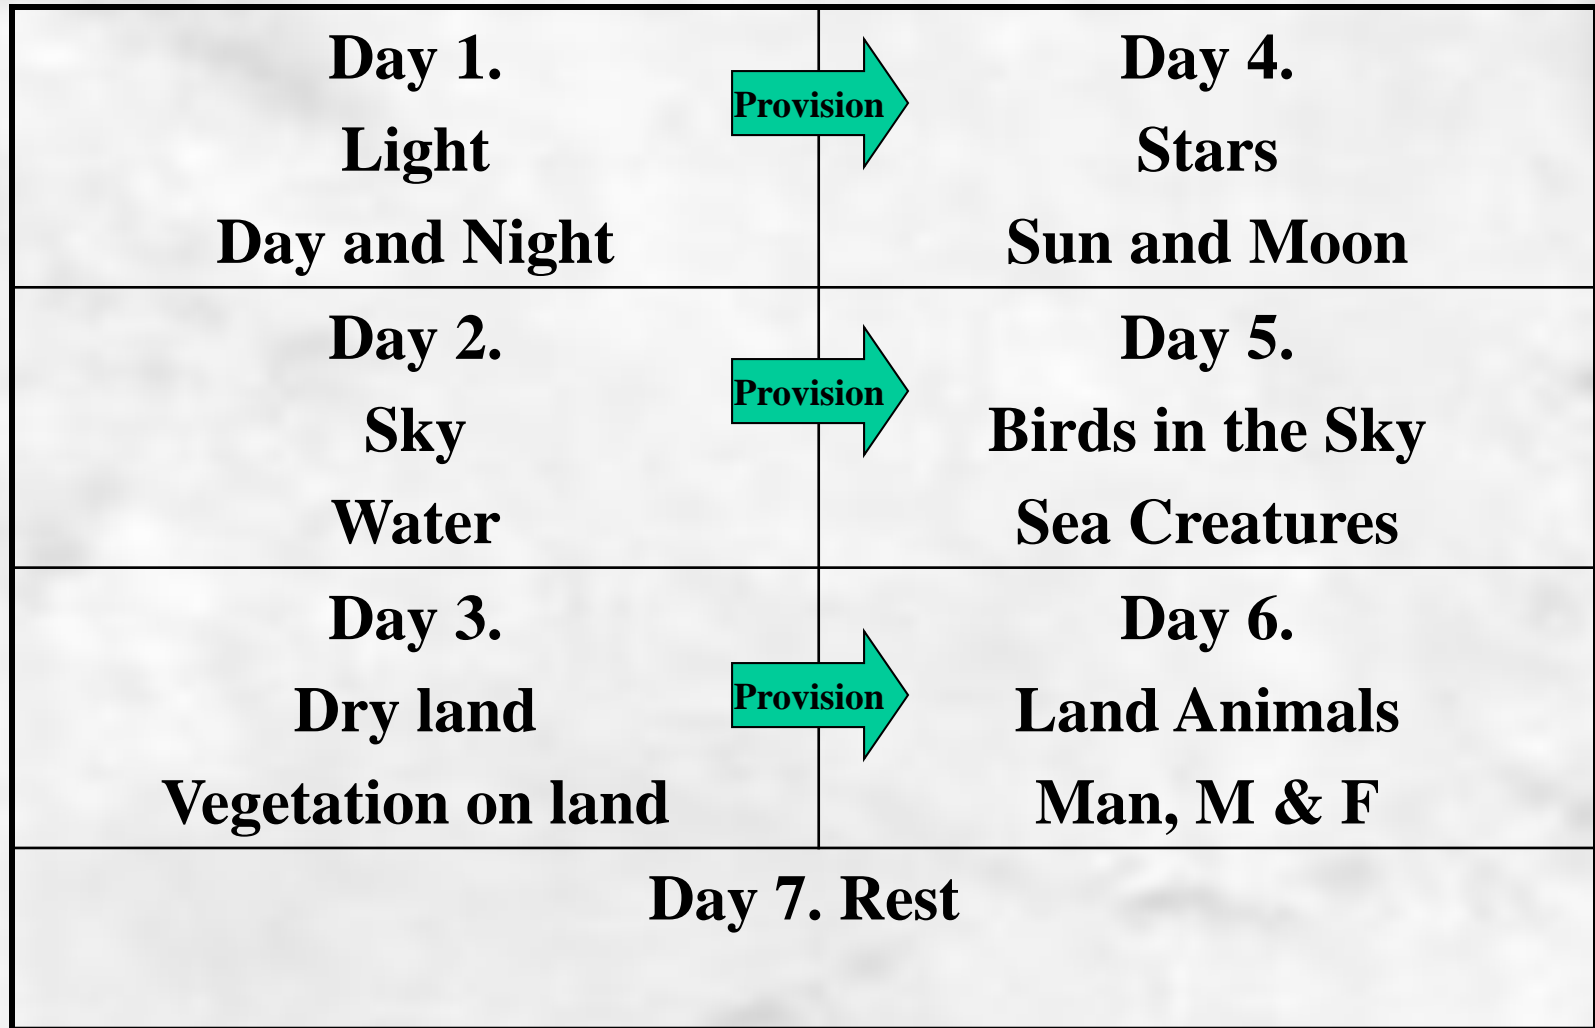 Day 1.
Light
Day and Night
Provision
Day 4.
Stars
Sun and Moon
Day 2.
Sky
Water
Provision
Day 5.
Birds in the Sky
Sea Creatures
Day 3.
Dry land
Vegetation on land
Provision
Day 6.
Land Animals
Man, M & F
Day 7. Rest